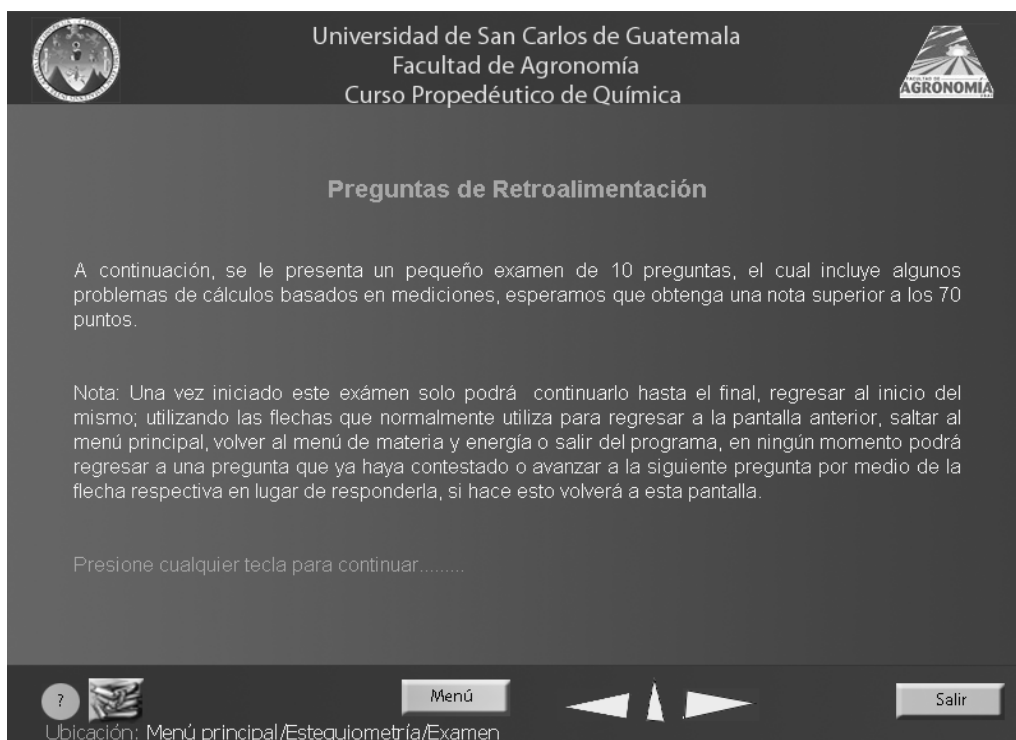 Universidad de San Carlos de Guatemala
Facultad de Agronomía
Curso Propedéutico de Química
FACULTAD DE
AGRONOMIA
Preguntas de Retroalimentación
A continuación, se le presenta un pequeño examen de 10 preguntas, el cual incluye algunos
problemas de cálculos basados en mediciones, esperamos que obtenga una nota superior a los 70
puntos.
Nota: Una vez iniciado este exámen solo podrá continuarlo hasta el final, regresar al inicio del
mismo; utilizando las flechas que normalmente utiliza para regresar a la pantalla anterior, saltar al
menú principal, volver al menú de materia y energía o salir del programa, en ningún momento podrá
regresar a una pregunta que ya haya contestado o avanzar a la siguiente pregunta por medio de la
flecha respectiva en lugar de responderla, si hace esto volverá a esta pantalla.
Presione cualquier tecla para continuar.........
?
Menú
Salir
Ubicación: Menú principal/Estequiometría/Examen